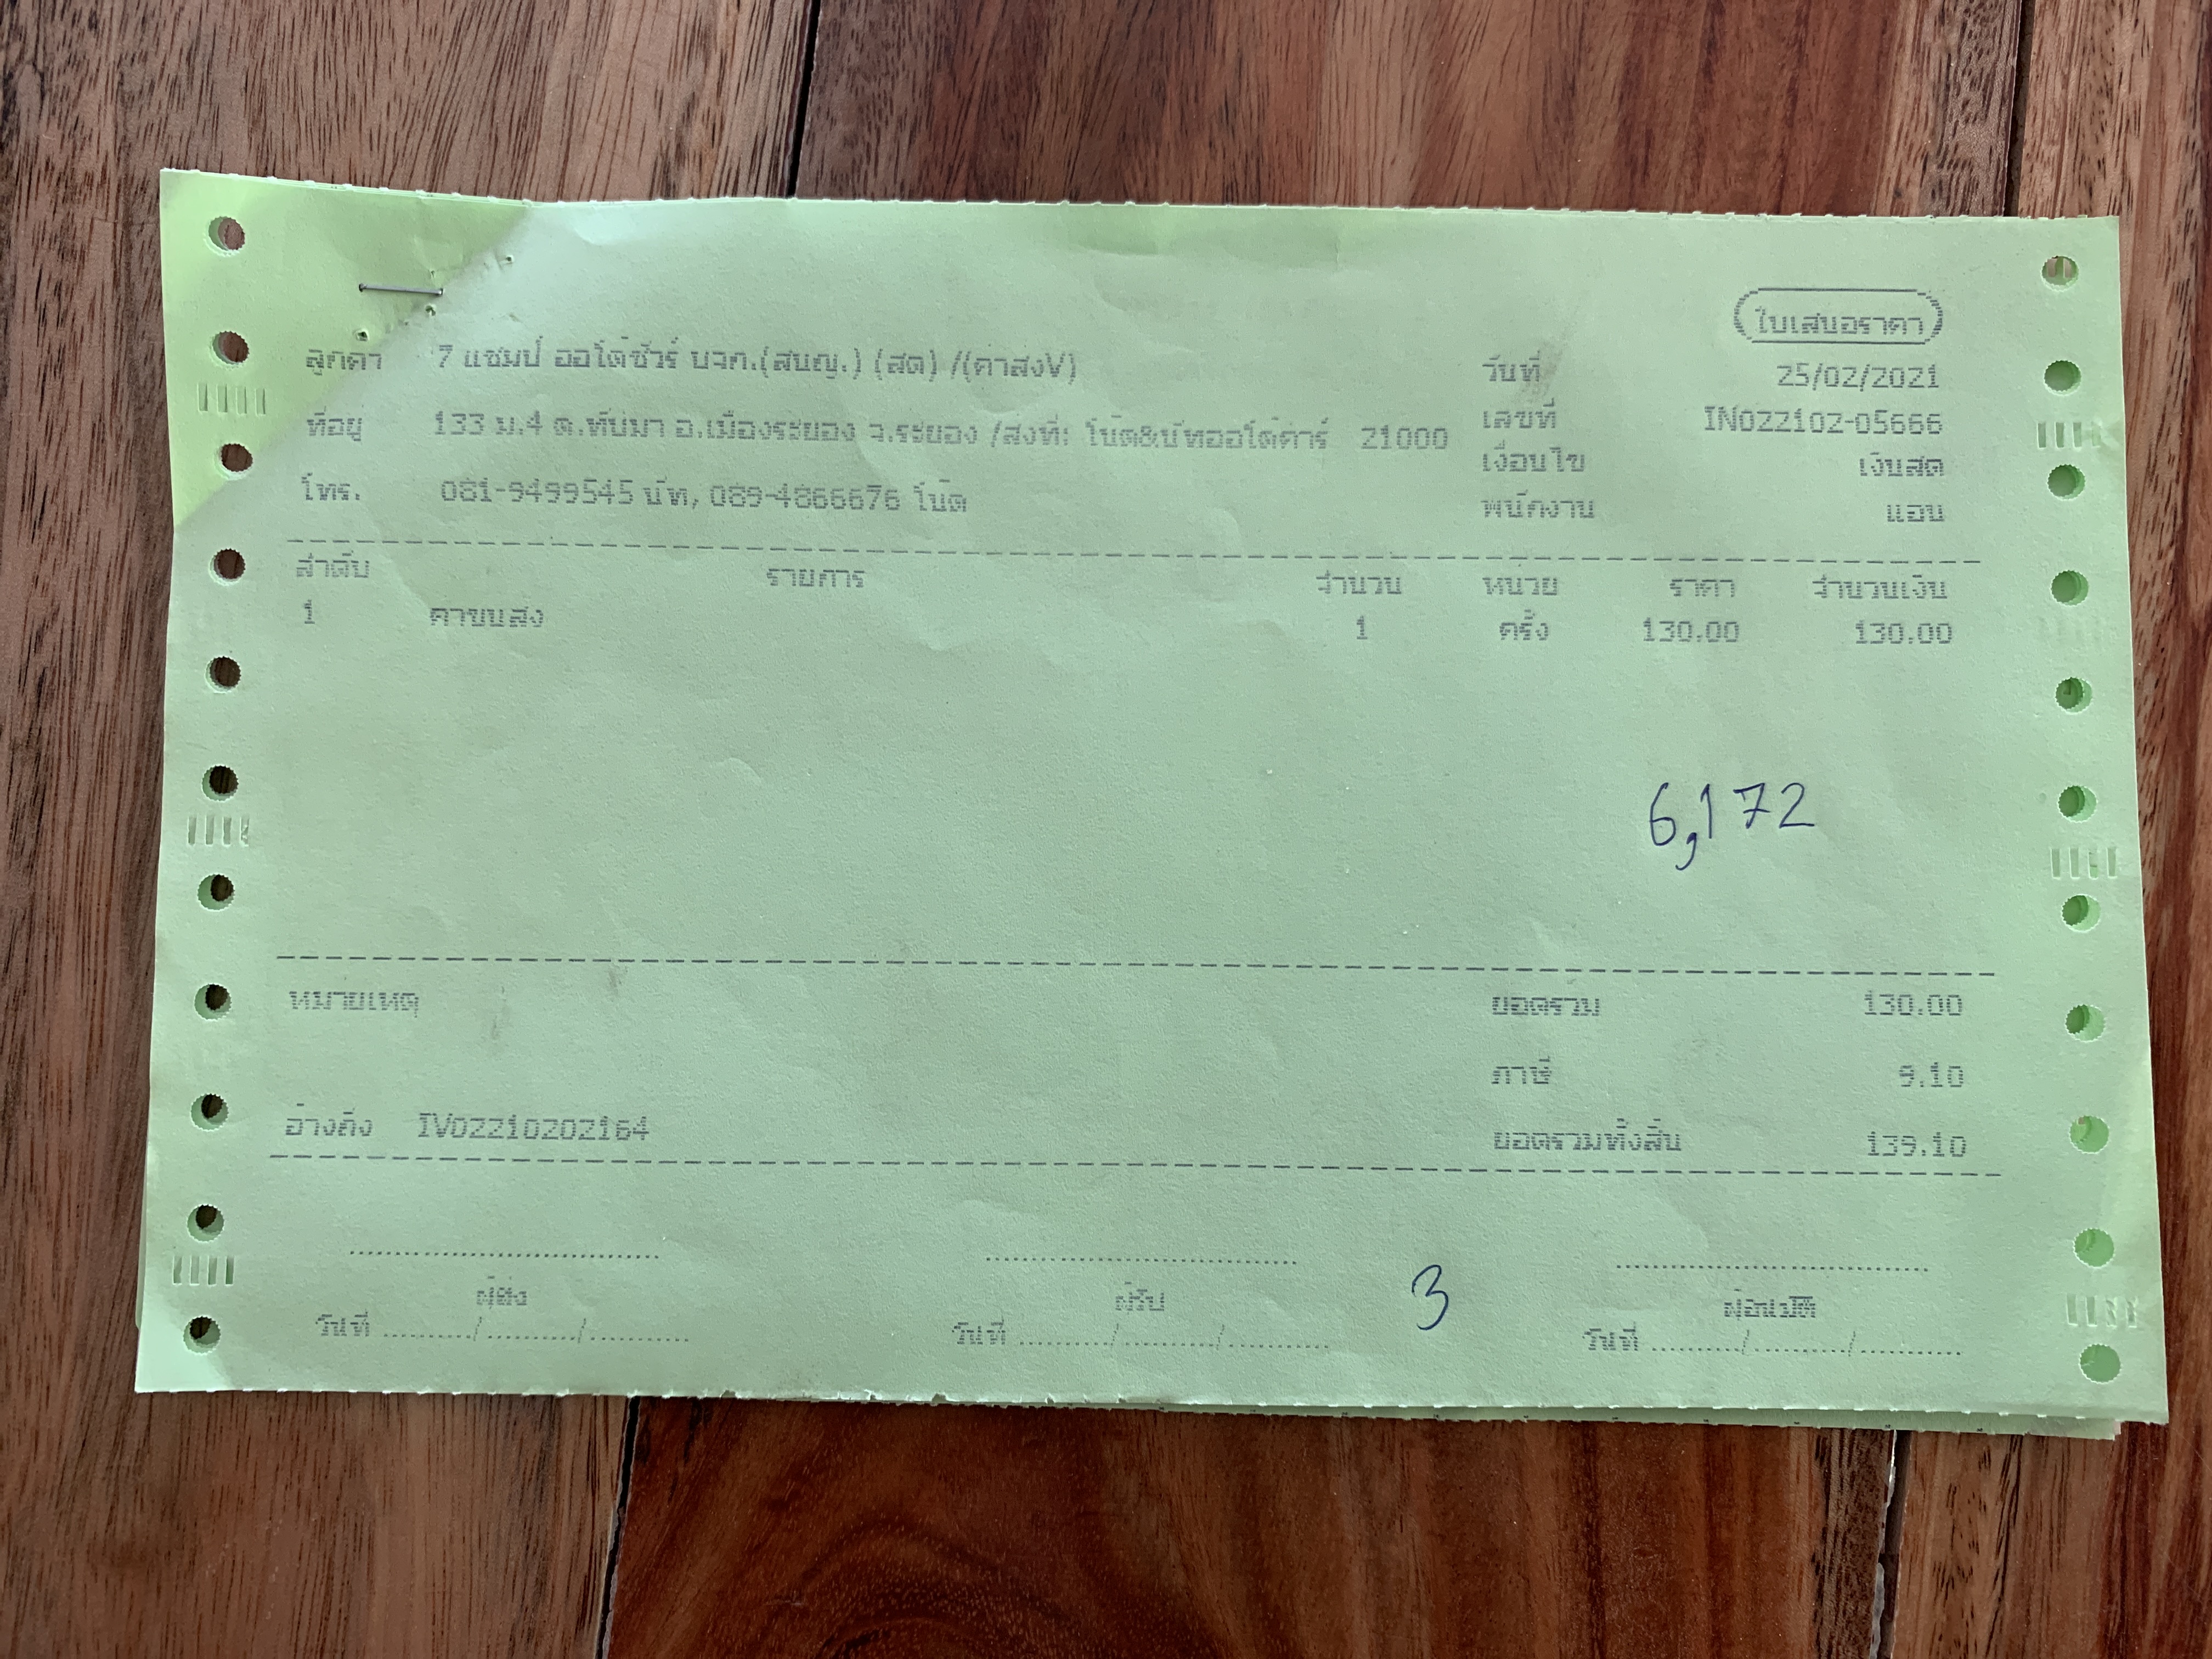 ใบเสนอราคา
ลูกค้า 7 แชมป์ ออโต้ชัวร์ บจก.(สนญ.) (สด) /(ค่าส่งV)
วันที่ 25/02/2021
ที่อยู่ 133 ม.4 ต.ทับมา อ.เมืองระยอง จ.ระยอง /ส่งที่: โน๊ต&นัทออโต้คาร์ 21000
เลขที่ IN022102-05666
เงื่อนไข เงินสด
โทร. 081-9499545 นัท, 089-4866676 โน๊ต
พนักงาน แอน
ลำดับ รายการ จำนวน หน่วย ราคา จำนวนเงิน
1 ค่าขนส่ง 1 ครั้ง 130.00 130.00
6,172
หมายเหตุ ยอดรวม 130.00
ภาษี 9.10
อ้างถึง IV02210202164 ยอดรวมทั้งสิ้น 139.10
3
ผู้ส่ง ผู้รับ ผู้อนุมัติ
วันที่ ........../........../.......... วันที่ ........../........../.......... วันที่ ........../........../..........